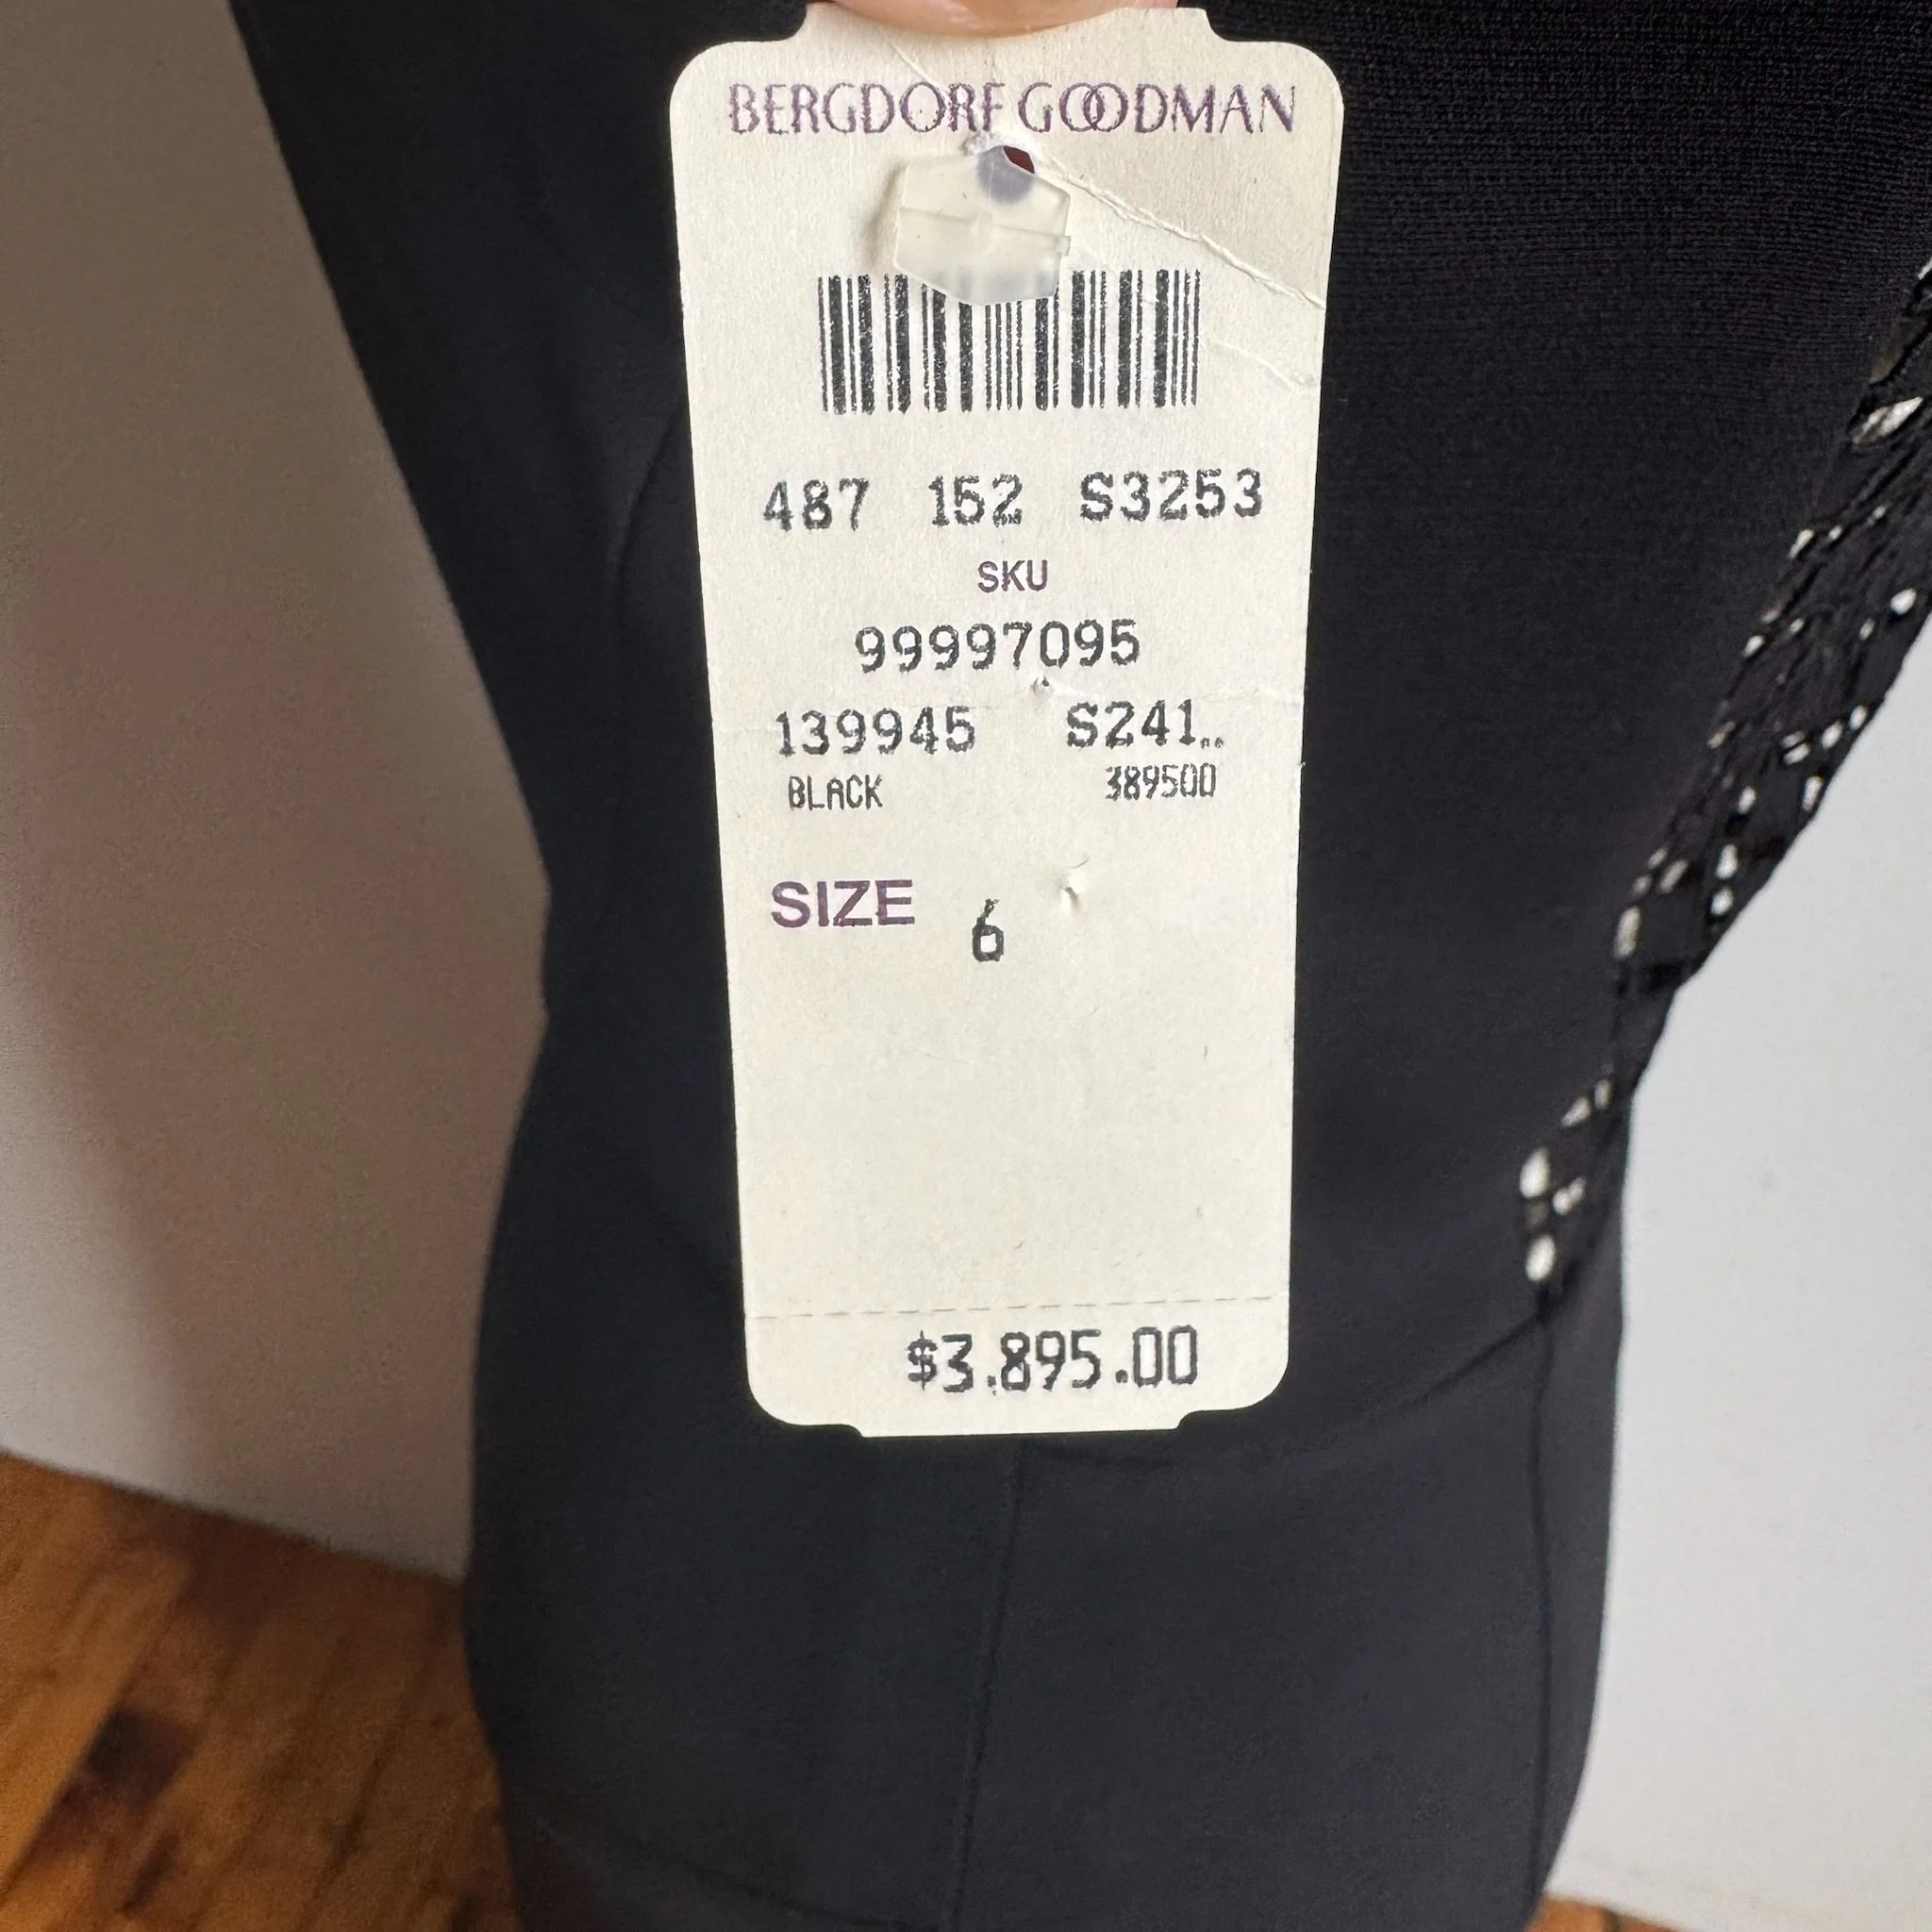 BERGDORF GOODMAN
487 152 S3253
SKU
99997095
139945 S241..
BLACK 389500
SIZE 6
$3.895.00